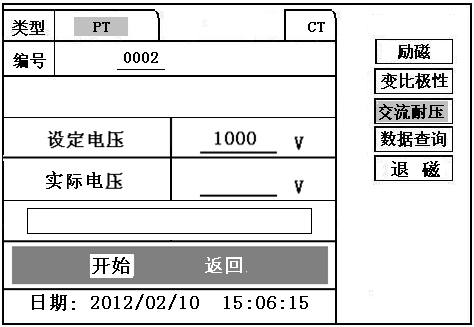 类型 PT CT
编号 0002
设定电压 1000 V
实际电压 V
开始 返回
日期: 2012/02/10 15:06:15
励磁
变比极性
交流耐压
数据查询
退 磁